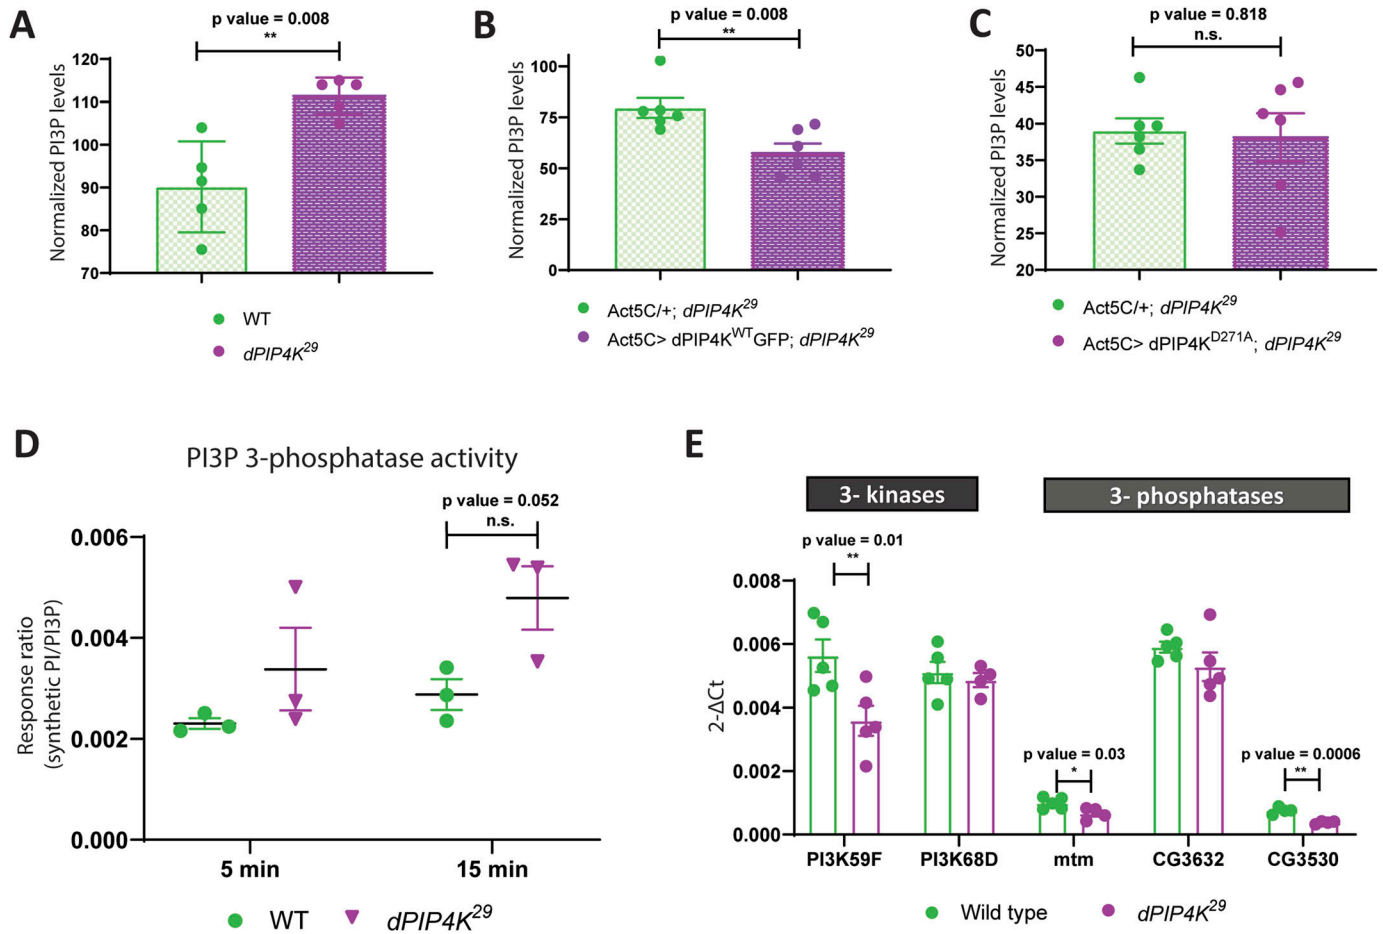 A
p value = 0.008
**
Normalized PI3P levels
120
110
100
90
80
70
WT
dPIP4K29
B
p value = 0.008
**
Normalized PI3P levels
100
75
50
25
0
Act5C/+; dPIP4K29
Act5C> dPIP4KWTGFP; dPIP4K29
C
p value = 0.818
n.s.
Normalized PI3P levels
50
45
40
35
30
25
20
Act5C/+; dPIP4K29
Act5C> dPIP4KD271A; dPIP4K29
D
PI3P 3-phosphatase activity
p value = 0.052
n.s.
Response ratio
(synthetic PI/PI3P)
0.006
0.004
0.002
0.000
5 min
15 min
WT
dPIP4K29
E
3- kinases
3- phosphatases
p value = 0.01
**
2-ΔCt
0.008
0.006
0.004
0.002
0.000
p value = 0.03
*
p value = 0.0006
**
PI3K59F
PI3K68D
mtm
CG3632
CG3530
Wild type
dPIP4K29